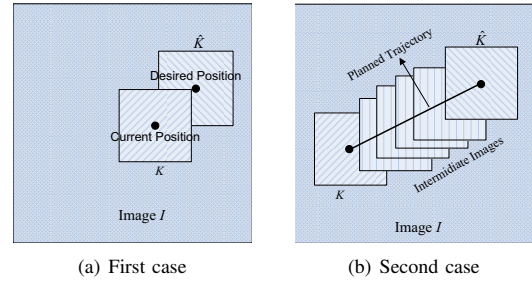 K̂
Desired Position
Current Position
K
Image I
(a) First case
K̂
Planned Trajectory
Intermidiate Images
K
Image I
(b) Second case